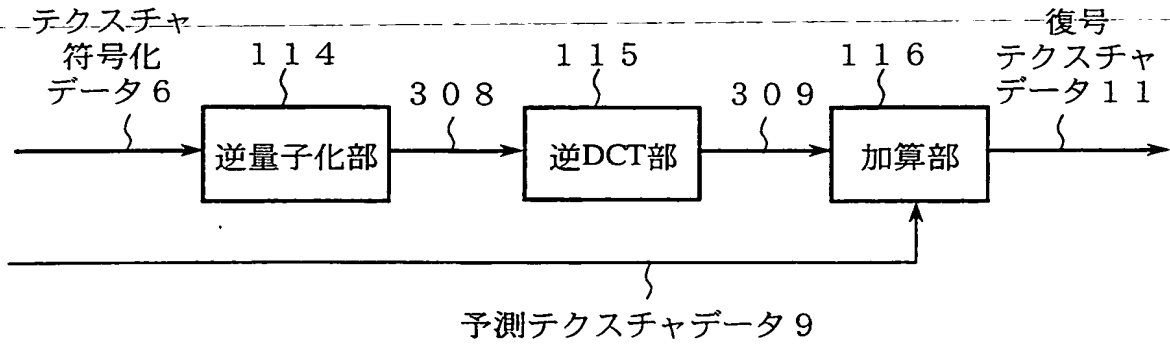 テクスチャ
符号化
データ６
１１４
３０８
１１５
３０９
１１６
復号
テクスチャ
データ１１
逆量子化部
逆DCT部
加算部
予測テクスチャデータ９